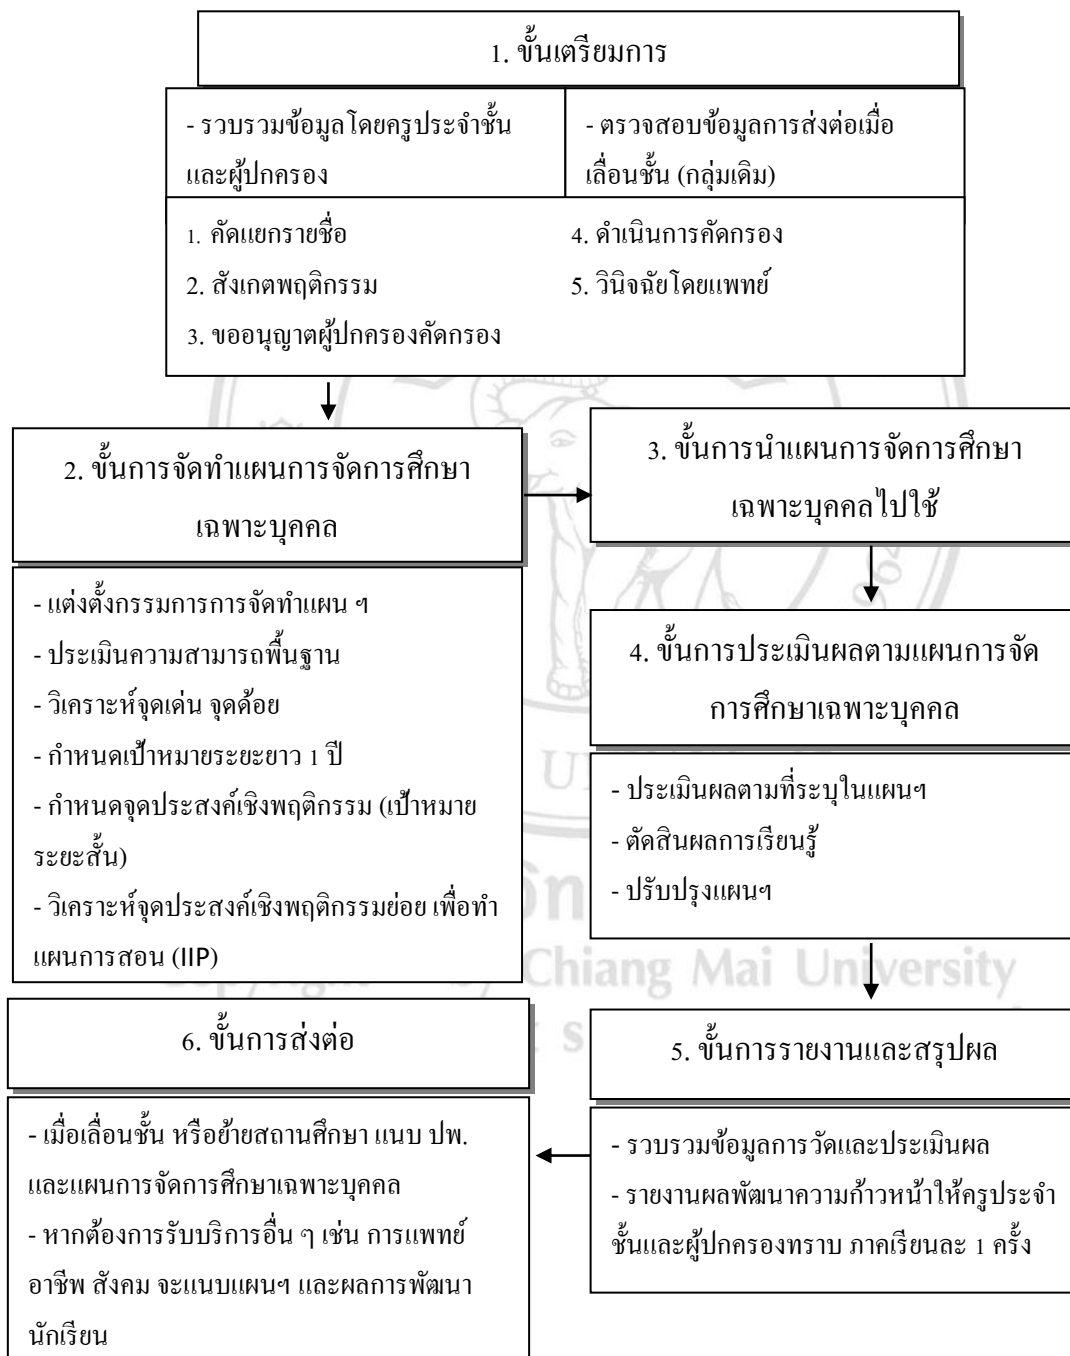 1. ขั้นเตรียมการ
- รวบรวมข้อมูลโดยครูประจำชั้น
และผู้ปกครอง
- ตรวจสอบข้อมูลการส่งต่อเมื่อ
เลื่อนชั้น (กลุ่มเดิม)
1. คัดแยกรายชื่อ
2. สังเกตพฤติกรรม
3. ขออนุญาตผู้ปกครองคัดกรอง
4. ดำเนินการคัดกรอง
5. วินิจฉัยโดยแพทย์
2. ขั้นการจัดทำแผนการจัดการศึกษา
เฉพาะบุคคล
- แต่งตั้งกรรมการการจัดทำแผน ฯ
- ประเมินความสามารถพื้นฐาน
- วิเคราะห์จุดเด่น จุดด้อย
- กำหนดเป้าหมายระยะยาว 1 ปี
- กำหนดจุดประสงค์เชิงพฤติกรรม (เป้าหมาย
ระยะสั้น)
- วิเคราะห์จุดประสงค์เชิงพฤติกรรมย่อย เพื่อทำ
แผนการสอน (IIP)
3. ขั้นการนำแผนการจัดการศึกษา
เฉพาะบุคคลไปใช้
4. ขั้นการประเมินผลตามแผนการจัด
การศึกษาเฉพาะบุคคล
- ประเมินผลตามที่ระบุในแผนฯ
- ตัดสินผลการเรียนรู้
- ปรับปรุงแผนฯ
Chiang Mai University
5. ขั้นการรายงานและสรุปผล
- รวบรวมข้อมูลการวัดและประเมินผล
- รายงานผลพัฒนาความก้าวหน้าให้ครูประจำ
ชั้นและผู้ปกครองทราบ ภาคเรียนละ 1 ครั้ง
6. ขั้นการส่งต่อ
- เมื่อเลื่อนชั้น หรือย้ายสถานศึกษา แนบ ปพ.
และแผนการจัดการศึกษาเฉพาะบุคคล
- หากต้องการรับบริการอื่น ๆ เช่น การแพทย์
อาชีพ สังคม จะแนบแผนฯ และผลการพัฒนา
นักเรียน